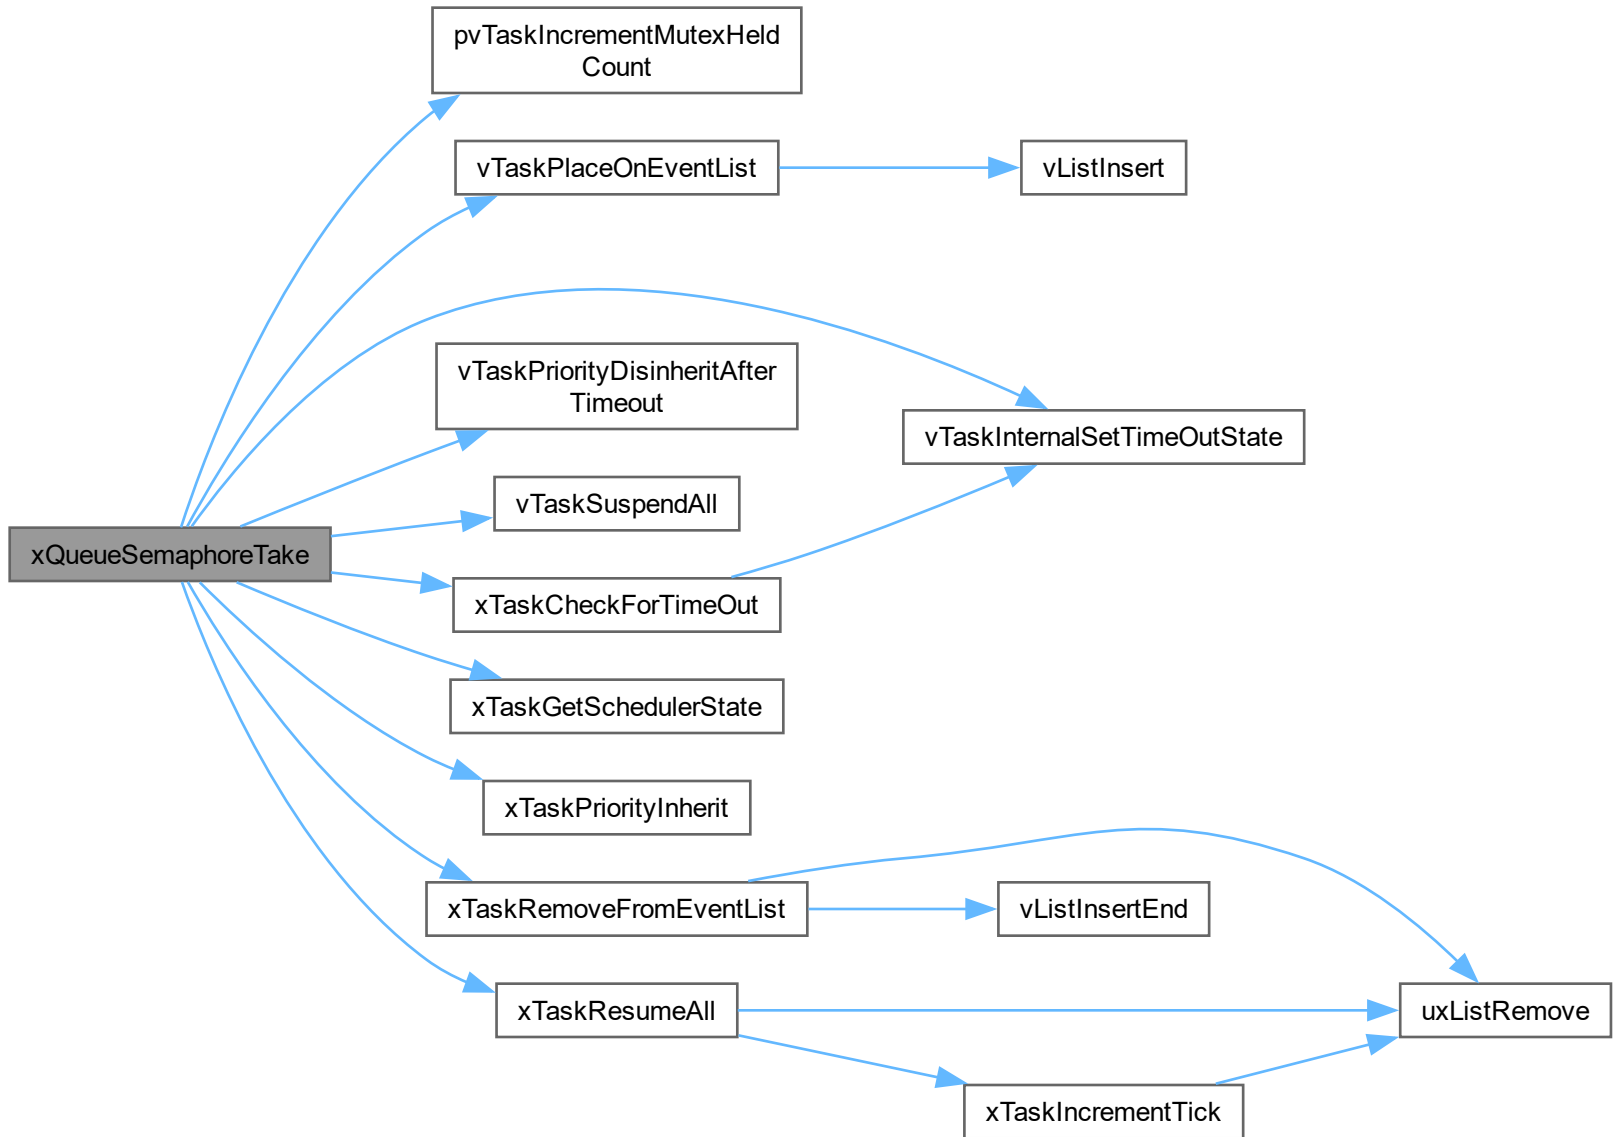 pvTaskIncrementMutexHeld
Count
vTaskPlaceOnEventList
vListInsert
vTaskPriorityDisinheritAfter
Timeout
vTaskInternalSetTimeOutState
vTaskSuspendAll
xQueueSemaphoreTake
xTaskCheckForTimeOut
xTaskGetSchedulerState
xTaskPriorityInherit
xTaskRemoveFromEventList
vListInsertEnd
xTaskResumeAll
uxListRemove
xTaskIncrementTick